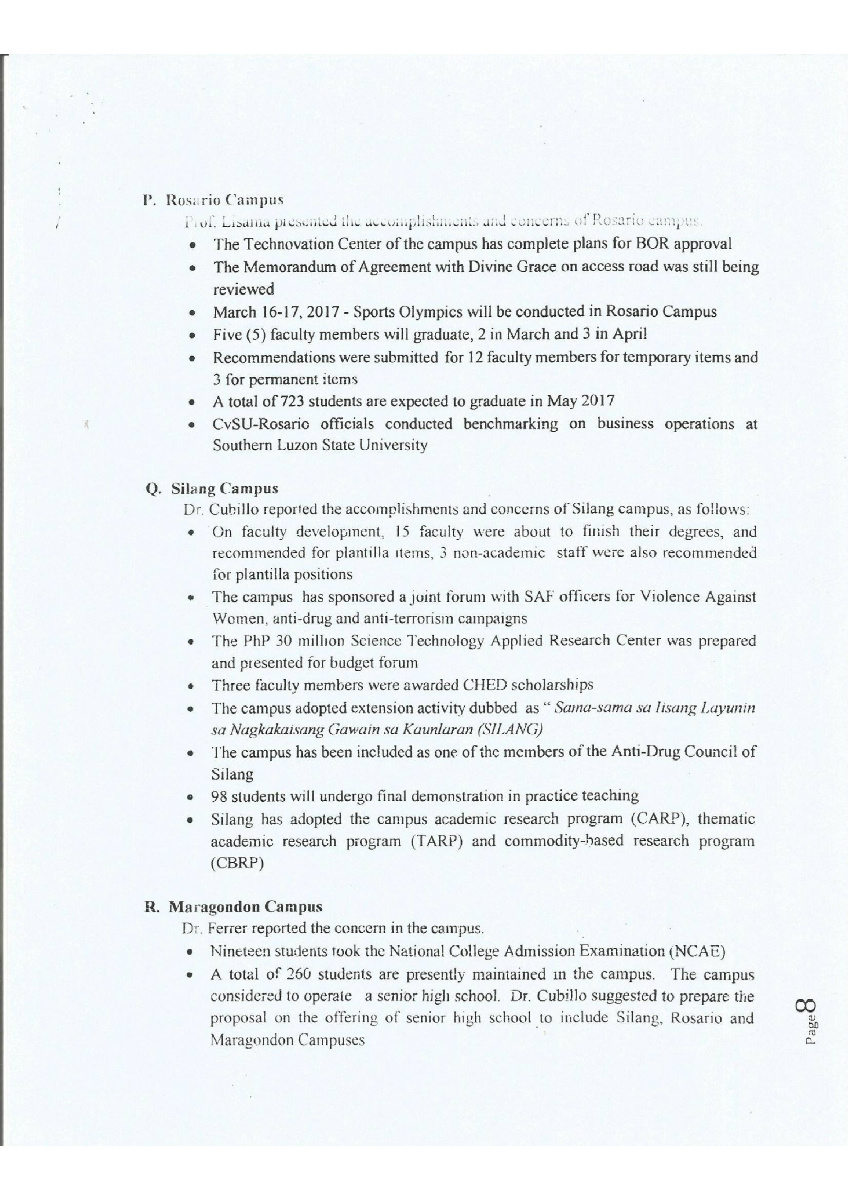 P. Rosario Campus
Prof. Lisama presented the accomplishments and concerns of Rosario campus.
• The Technovation Center of the campus has complete plans for BOR approval
• The Memorandum of Agreement with Divine Grace on access road was still being
reviewed
• March 16-17, 2017 - Sports Olympics will be conducted in Rosario Campus
• Five (5) faculty members will graduate, 2 in March and 3 in April
• Recommendations were submitted for 12 faculty members for temporary items and
3 for permanent items
• A total of 723 students are expected to graduate in May 2017
• CvSU-Rosario officials conducted benchmarking on business operations at
Southern Luzon State University
Q. Silang Campus
Dr. Cubillo reported the accomplishments and concerns of Silang campus, as follows:
• On faculty development, 15 faculty were about to finish their degrees, and
recommended for plantilla items, 3 non-academic staff were also recommended
for plantilla positions
• The campus has sponsored a joint forum with SAF officers for Violence Against
Women, anti-drug and anti-terrorism campaigns
• The PhP 30 million Science Technology Applied Research Center was prepared
and presented for budget forum
• Three faculty members were awarded CHED scholarships
• The campus adopted extension activity dubbed as “ Sama-sama sa Iisang Layunin
sa Nagkakaisang Gawain sa Kaunlaran (SILANG)
• The campus has been included as one of the members of the Anti-Drug Council of
Silang
• 98 students will undergo final demonstration in practice teaching
• Silang has adopted the campus academic research program (CARP), thematic
academic research program (TARP) and commodity-based research program
(CBRP)
R. Maragondon Campus
Dr. Ferrer reported the concern in the campus.
• Nineteen students took the National College Admission Examination (NCAE)
• A total of 260 students are presently maintained in the campus. The campus
considered to operate a senior high school. Dr. Cubillo suggested to prepare the
proposal on the offering of senior high school to include Silang, Rosario and
Maragondon Campuses
Page 8